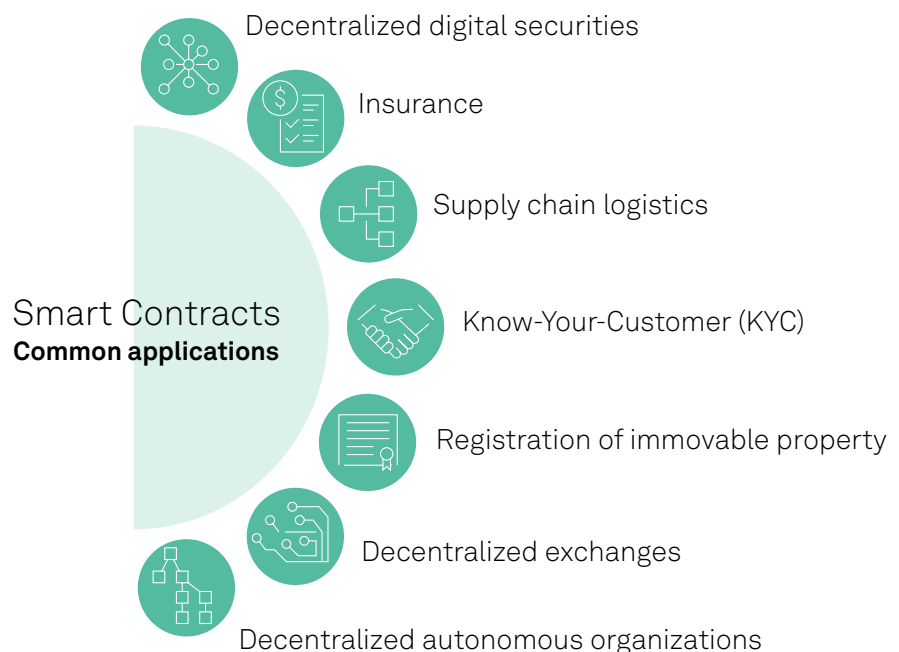 Decentralized digital securities
Insurance
Supply chain logistics
Smart Contracts
Common applications
Know-Your-Customer (KYC)
Registration of immovable property
Decentralized exchanges
Decentralized autonomous organizations
$